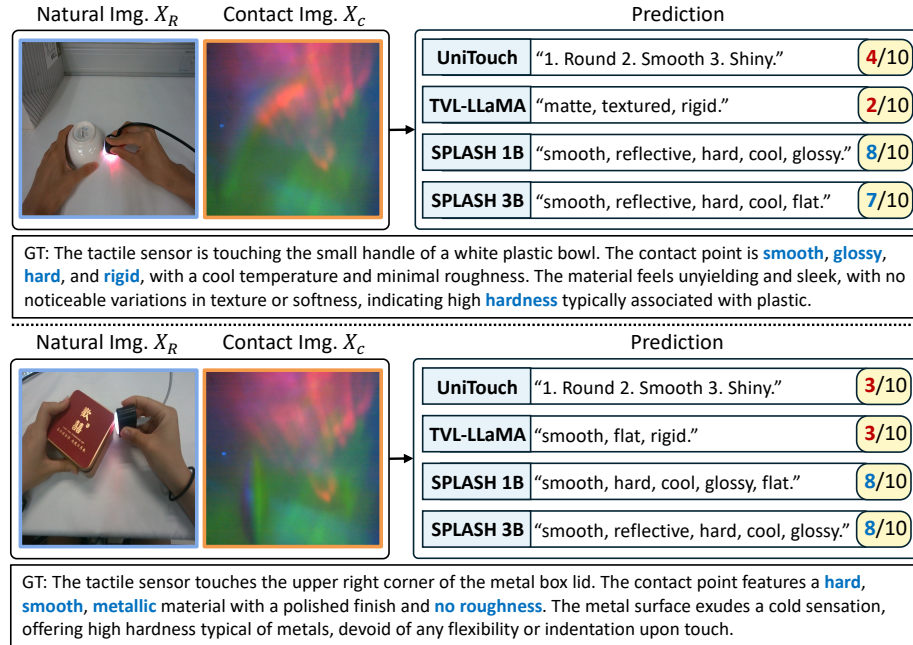 Natural Img. X_R Contact Img. X_c Prediction
UniTouch "1. Round 2. Smooth 3. Shiny." 4/10
TVL-LLaMA "matte, textured, rigid." 2/10
SPLASH 1B "smooth, reflective, hard, cool, glossy." 8/10
SPLASH 3B "smooth, reflective, hard, cool, flat." 7/10
GT: The tactile sensor is touching the small handle of a white plastic bowl. The contact point is smooth, glossy,
hard, and rigid, with a cool temperature and minimal roughness. The material feels unyielding and sleek, with no
noticeable variations in texture or softness, indicating high hardness typically associated with plastic.
Natural Img. X_R Contact Img. X_c Prediction
UniTouch "1. Round 2. Smooth 3. Shiny." 3/10
TVL-LLaMA "smooth, flat, rigid." 3/10
SPLASH 1B "smooth, hard, cool, glossy, flat." 8/10
SPLASH 3B "smooth, reflective, hard, cool, glossy." 8/10
GT: The tactile sensor touches the upper right corner of the metal box lid. The contact point features a hard,
smooth, metallic material with a polished finish and no roughness. The metal surface exudes a cold sensation,
offering high hardness typical of metals, devoid of any flexibility or indentation upon touch.